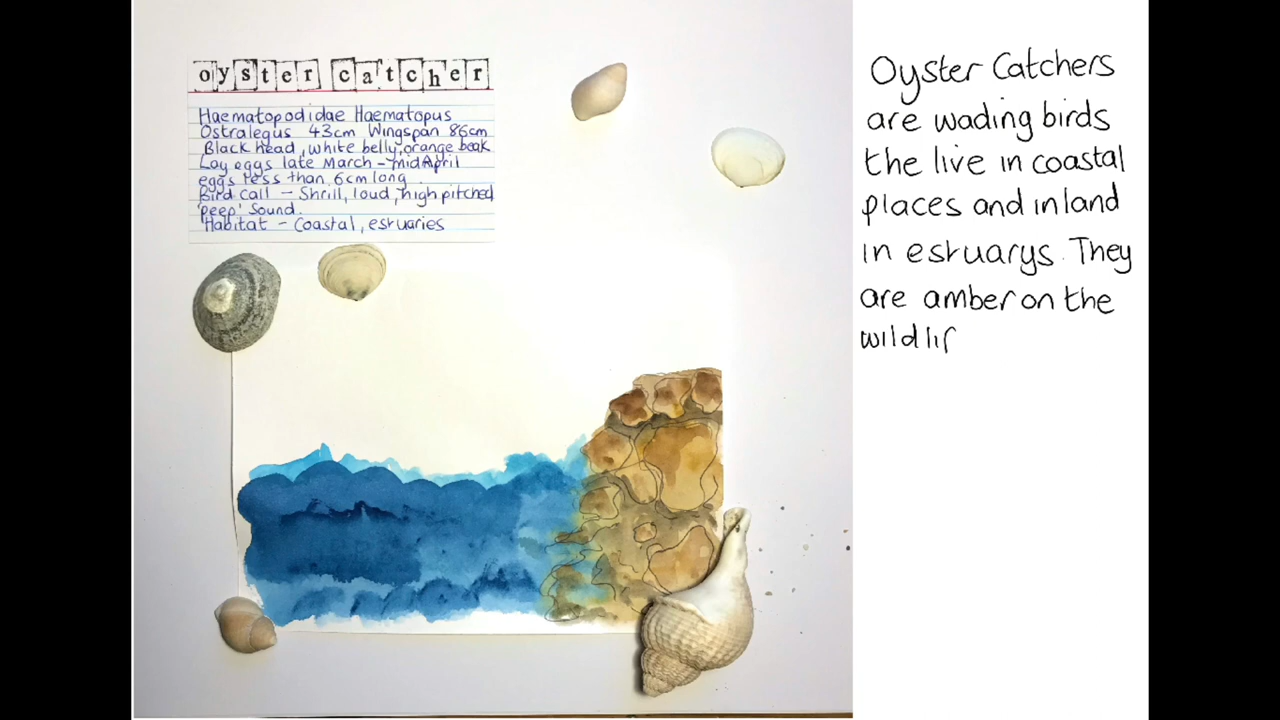 oyster catcher
Haematopodidae Haematopus
Ostralegus 43cm Wingspan 86cm
Black head, white belly, orange beak
Lay eggs late March - mid April
eggs less than 6cm long
Bird Call - Shrill, loud, high pitched
'peep' Sound.
Habitat - Coastal, estuaries
Oyster Catchers
are wading birds
the live in coastal
places and inland
in estuarys. They
are amber on the
wildlif